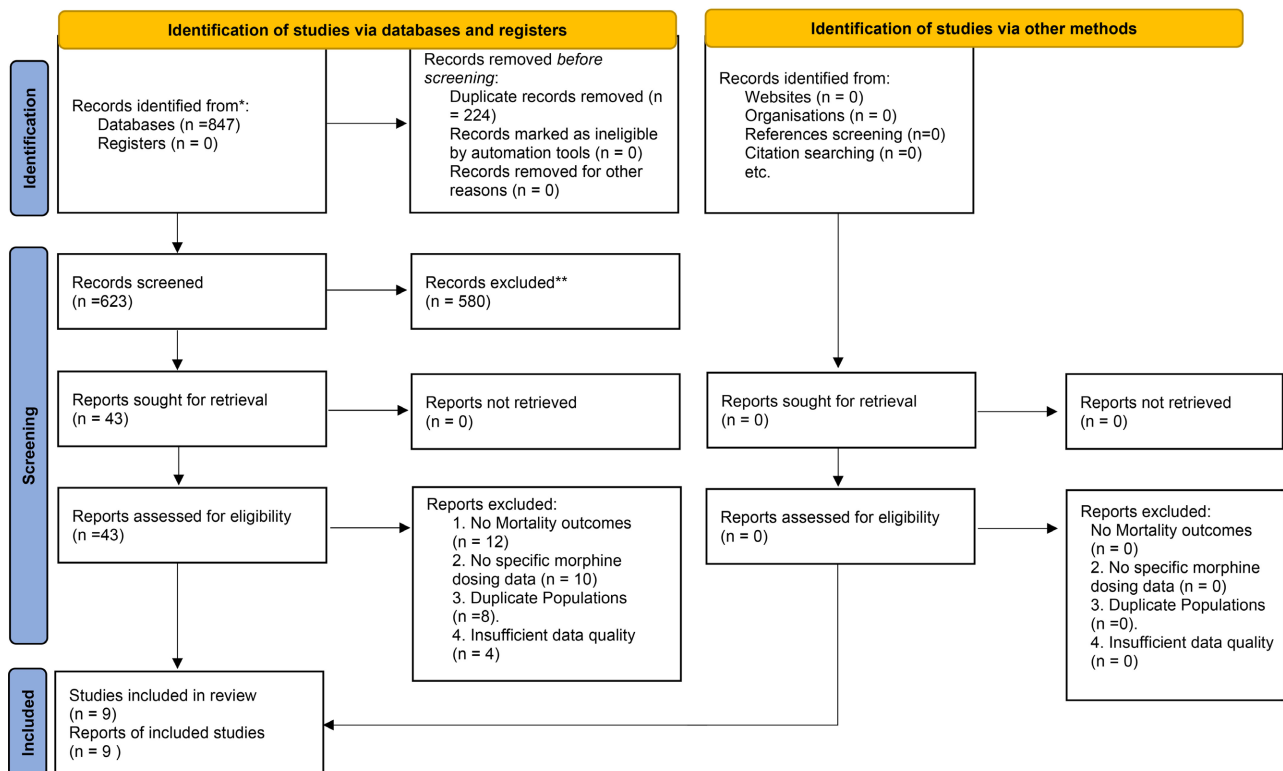 Identification of studies via databases and registers
Identification of studies via other methods
Identification
Records identified from*:
Databases (n =847)
Registers (n = 0)
Records removed before
screening:
Duplicate records removed (n
= 224)
Records marked as ineligible
by automation tools (n = 0)
Records removed for other
reasons (n = 0)
Records identified from:
Websites (n = 0)
Organisations (n = 0)
References screening (n=0)
Citation searching (n =0)
etc.
Screening
Records screened
(n =623)
Records excluded**
(n = 580)
Reports sought for retrieval
(n = 43)
Reports not retrieved
(n = 0)
Reports sought for retrieval
(n = 0)
Reports not retrieved
(n = 0)
Reports assessed for eligibility
(n =43)
Reports excluded:
1. No Mortality outcomes
(n = 12)
2. No specific morphine
dosing data (n = 10)
3. Duplicate Populations
(n =8).
4. Insufficient data quality
(n = 4)
Reports assessed for eligibility
(n = 0)
Reports excluded:
No Mortality outcomes
(n = 0)
2. No specific morphine
dosing data (n = 0)
3. Duplicate Populations
(n =0).
4. Insufficient data quality
(n = 0)
Included
Studies included in review
(n = 9)
Reports of included studies
(n = 9 )